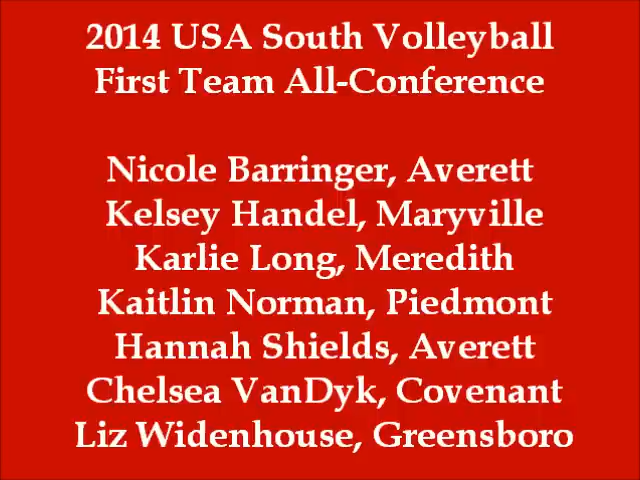 2014 USA South Volleyball
First Team All-Conference
Nicole Barringer, Averett
Kelsey Handel, Maryville
Karlie Long, Meredith
Kaitlin Norman, Piedmont
Hannah Shields, Averett
Chelsea VanDyk, Covenant
Liz Widenhouse, Greensboro